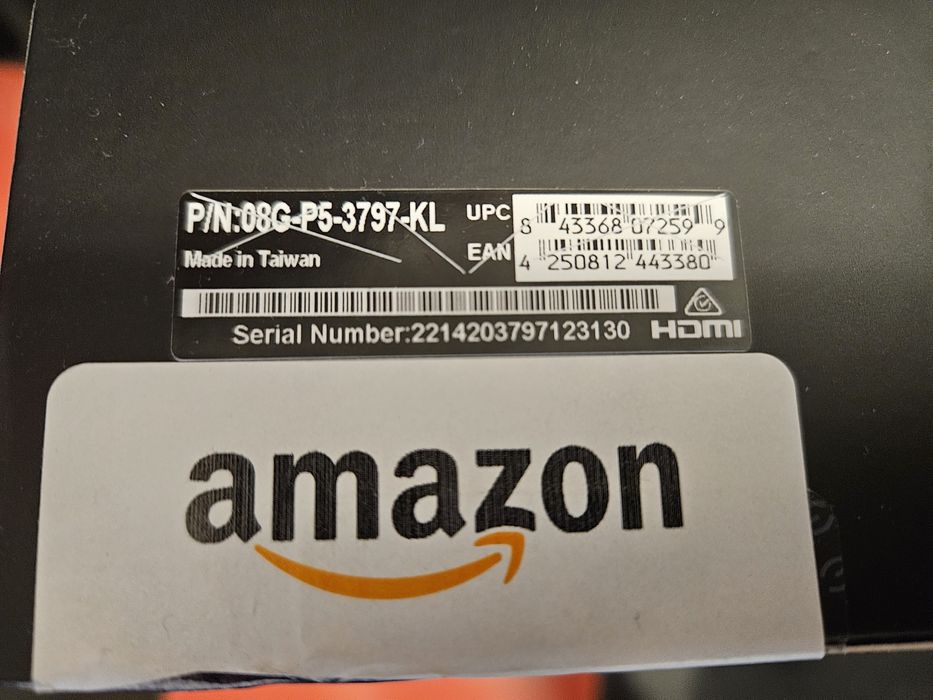 P/N:08G-P5-3797-KL
UPC
8 43368 07259 9
Made in Taiwan
EAN
4 250812 443380
Serial Number:2214203797123130
HDMI
amazon